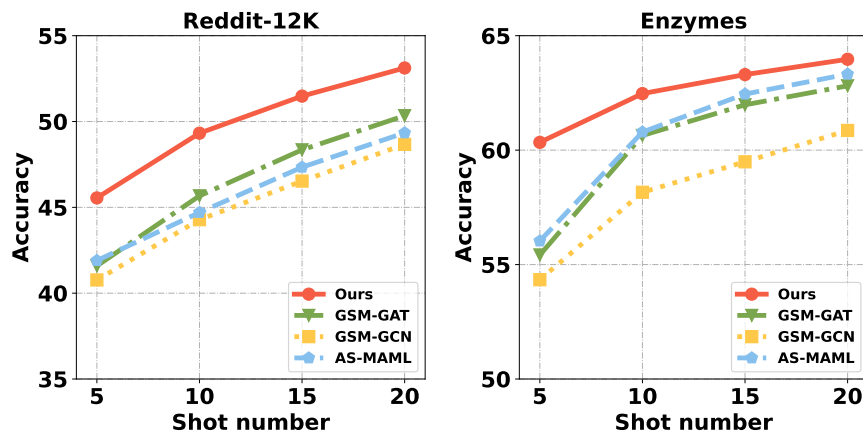 Reddit-12K
55
50
45
40
35
Accuracy
5 10 15 20
Shot number
Ours
GSM-GAT
GSM-GCN
AS-MAML
Enzymes
65
60
55
50
Accuracy
5 10 15 20
Shot number
Ours
GSM-GAT
GSM-GCN
AS-MAML